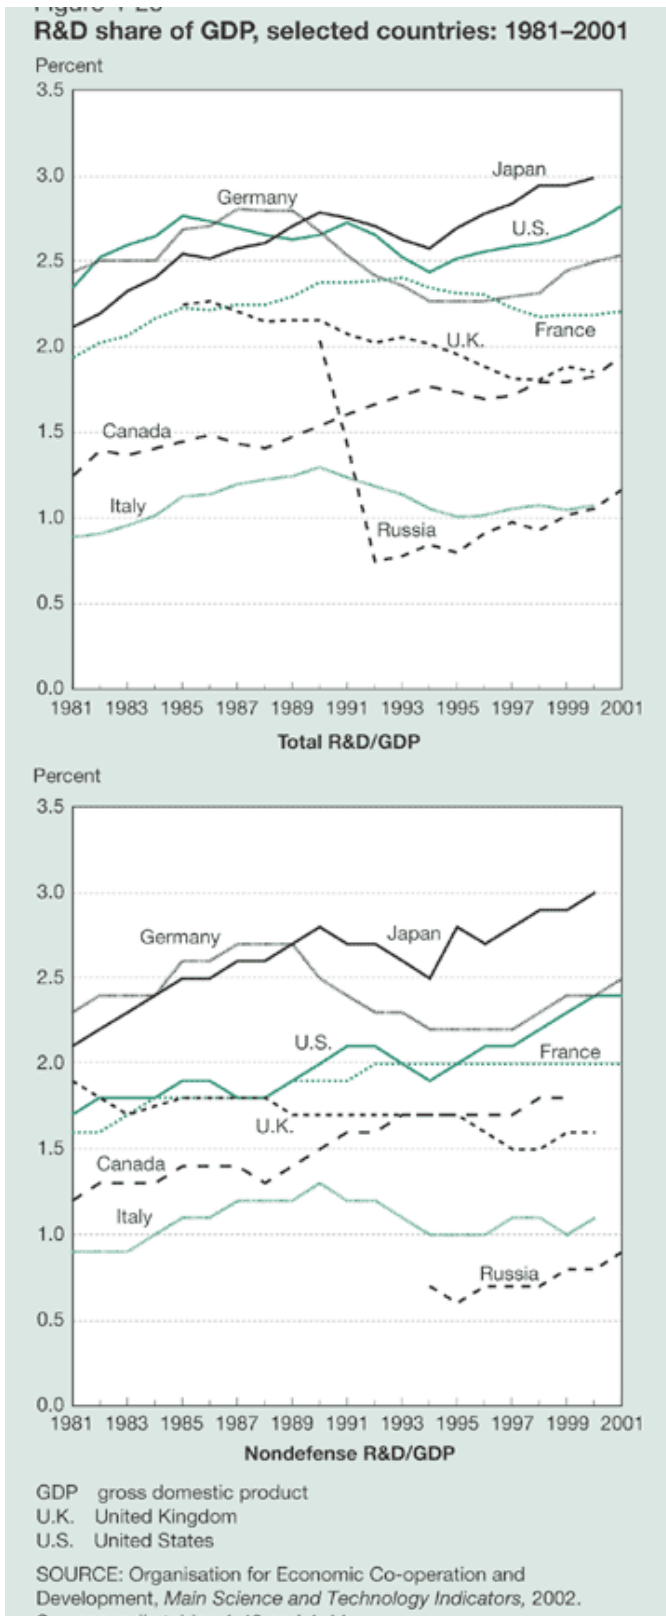 R&D share of GDP, selected countries: 1981–2001
Percent
3.5
3.0
2.5
2.0
1.5
1.0
0.5
0.0
Japan
Germany
U.S.
France
U.K.
Canada
Italy
Russia
1981 1983 1985 1987 1989 1991 1993 1995 1997 1999 2001
Total R&D/GDP
Percent
3.5
3.0
2.5
2.0
1.5
1.0
0.5
0.0
Germany
Japan
U.S.
France
U.K.
Canada
Italy
Russia
1981 1983 1985 1987 1989 1991 1993 1995 1997 1999 2001
Nondefense R&D/GDP
GDP gross domestic product
U.K. United Kingdom
U.S. United States
SOURCE: Organisation for Economic Co-operation and
Development, Main Science and Technology Indicators, 2002.